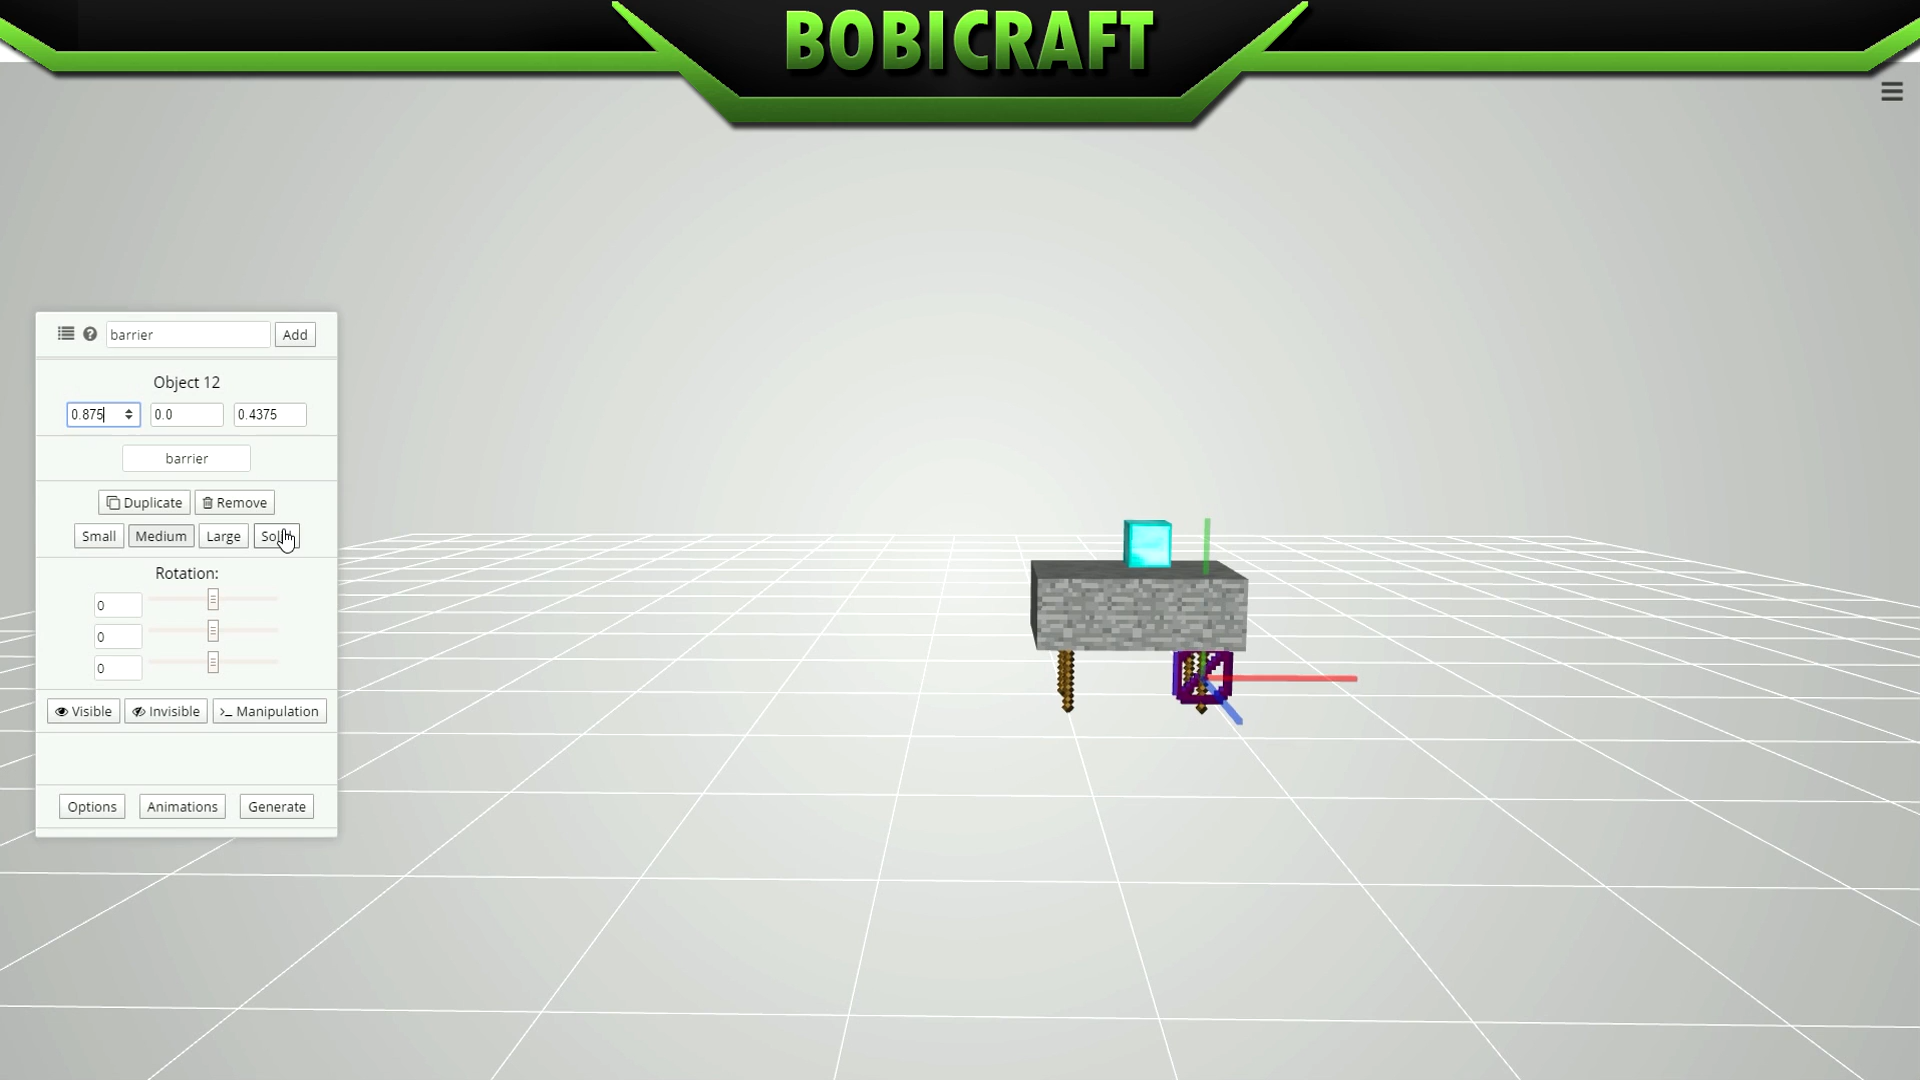 BOBICRAFT
barrier Add
Object 12
0.875 0.0 0.4375
barrier
Duplicate Remove
Small Medium Large
Rotation:
0
0
0
Visible Invisible >_ Manipulation
Options Animations Generate